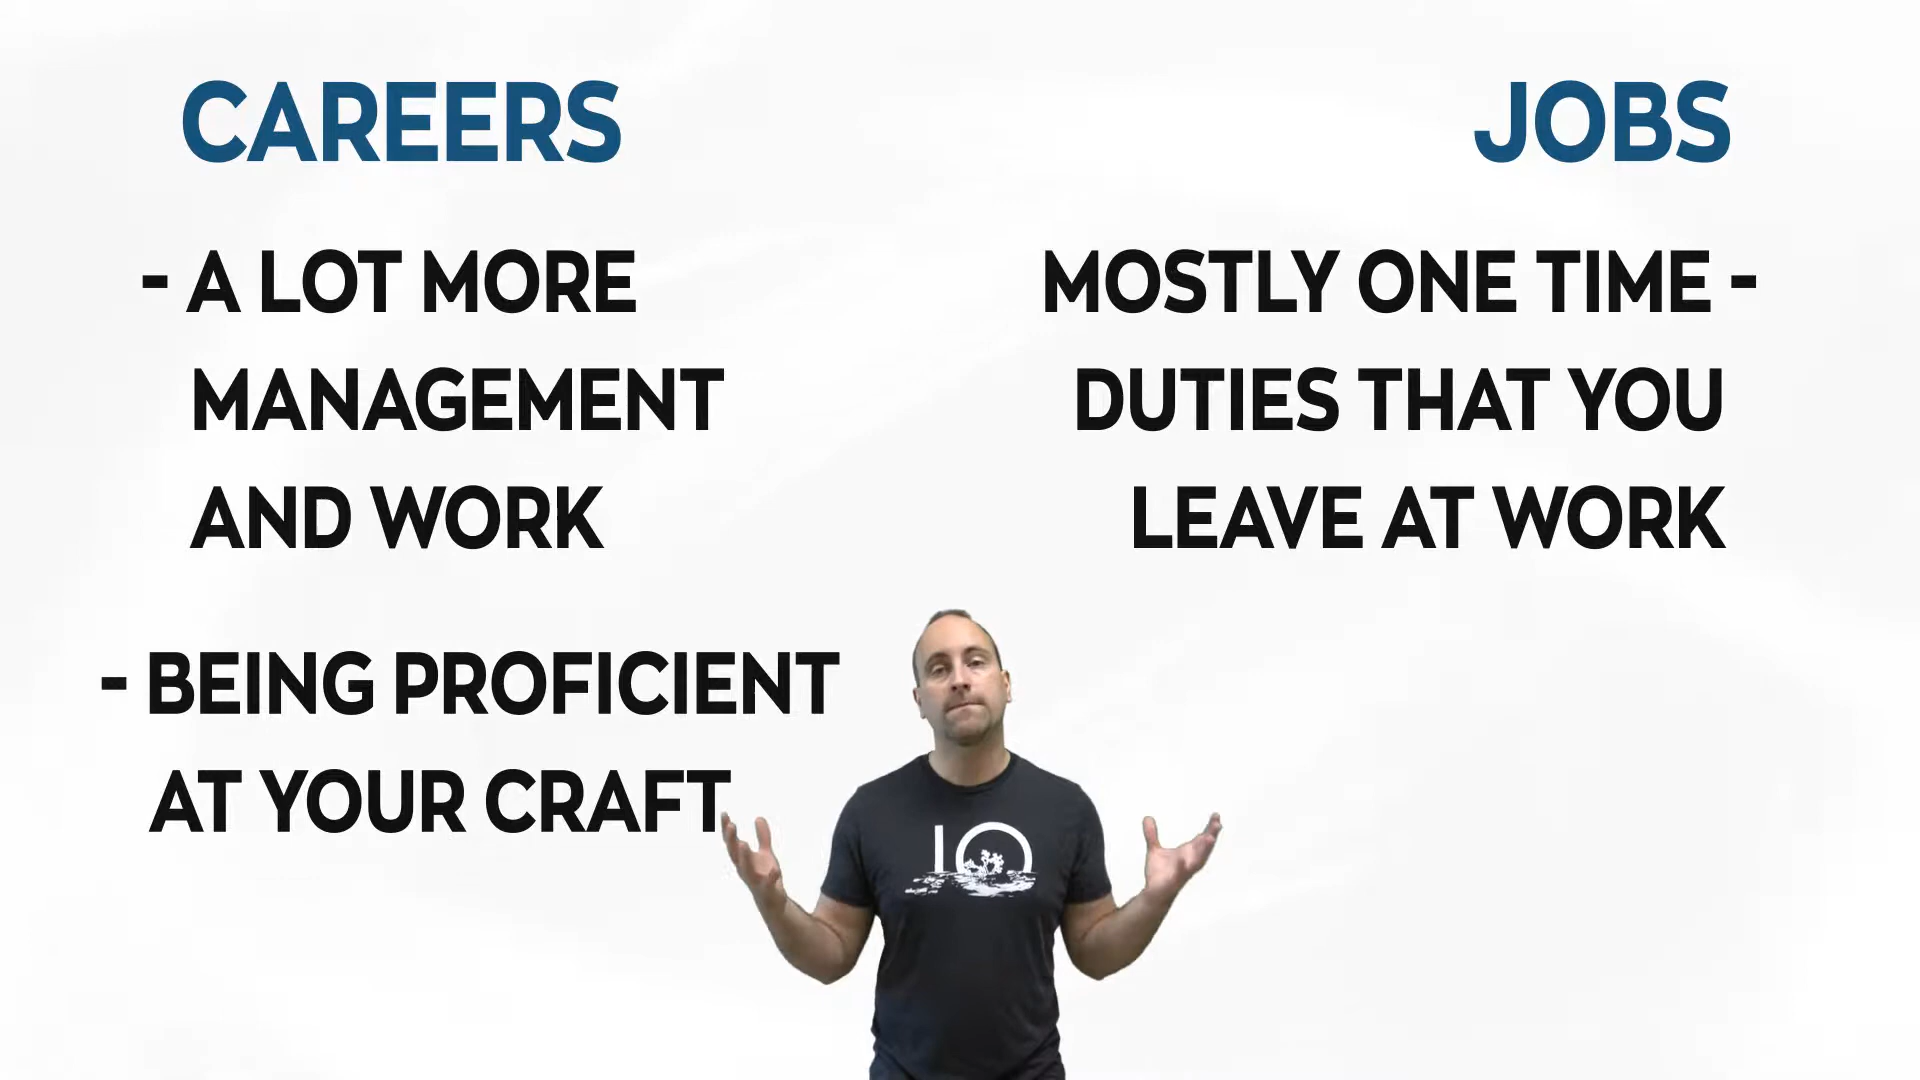 CAREERS
- A LOT MORE
MANAGEMENT
AND WORK
- BEING PROFICIENT
AT YOUR CRAFT
JOBS
MOSTLY ONE TIME -
DUTIES THAT YOU
LEAVE AT WORK
IO